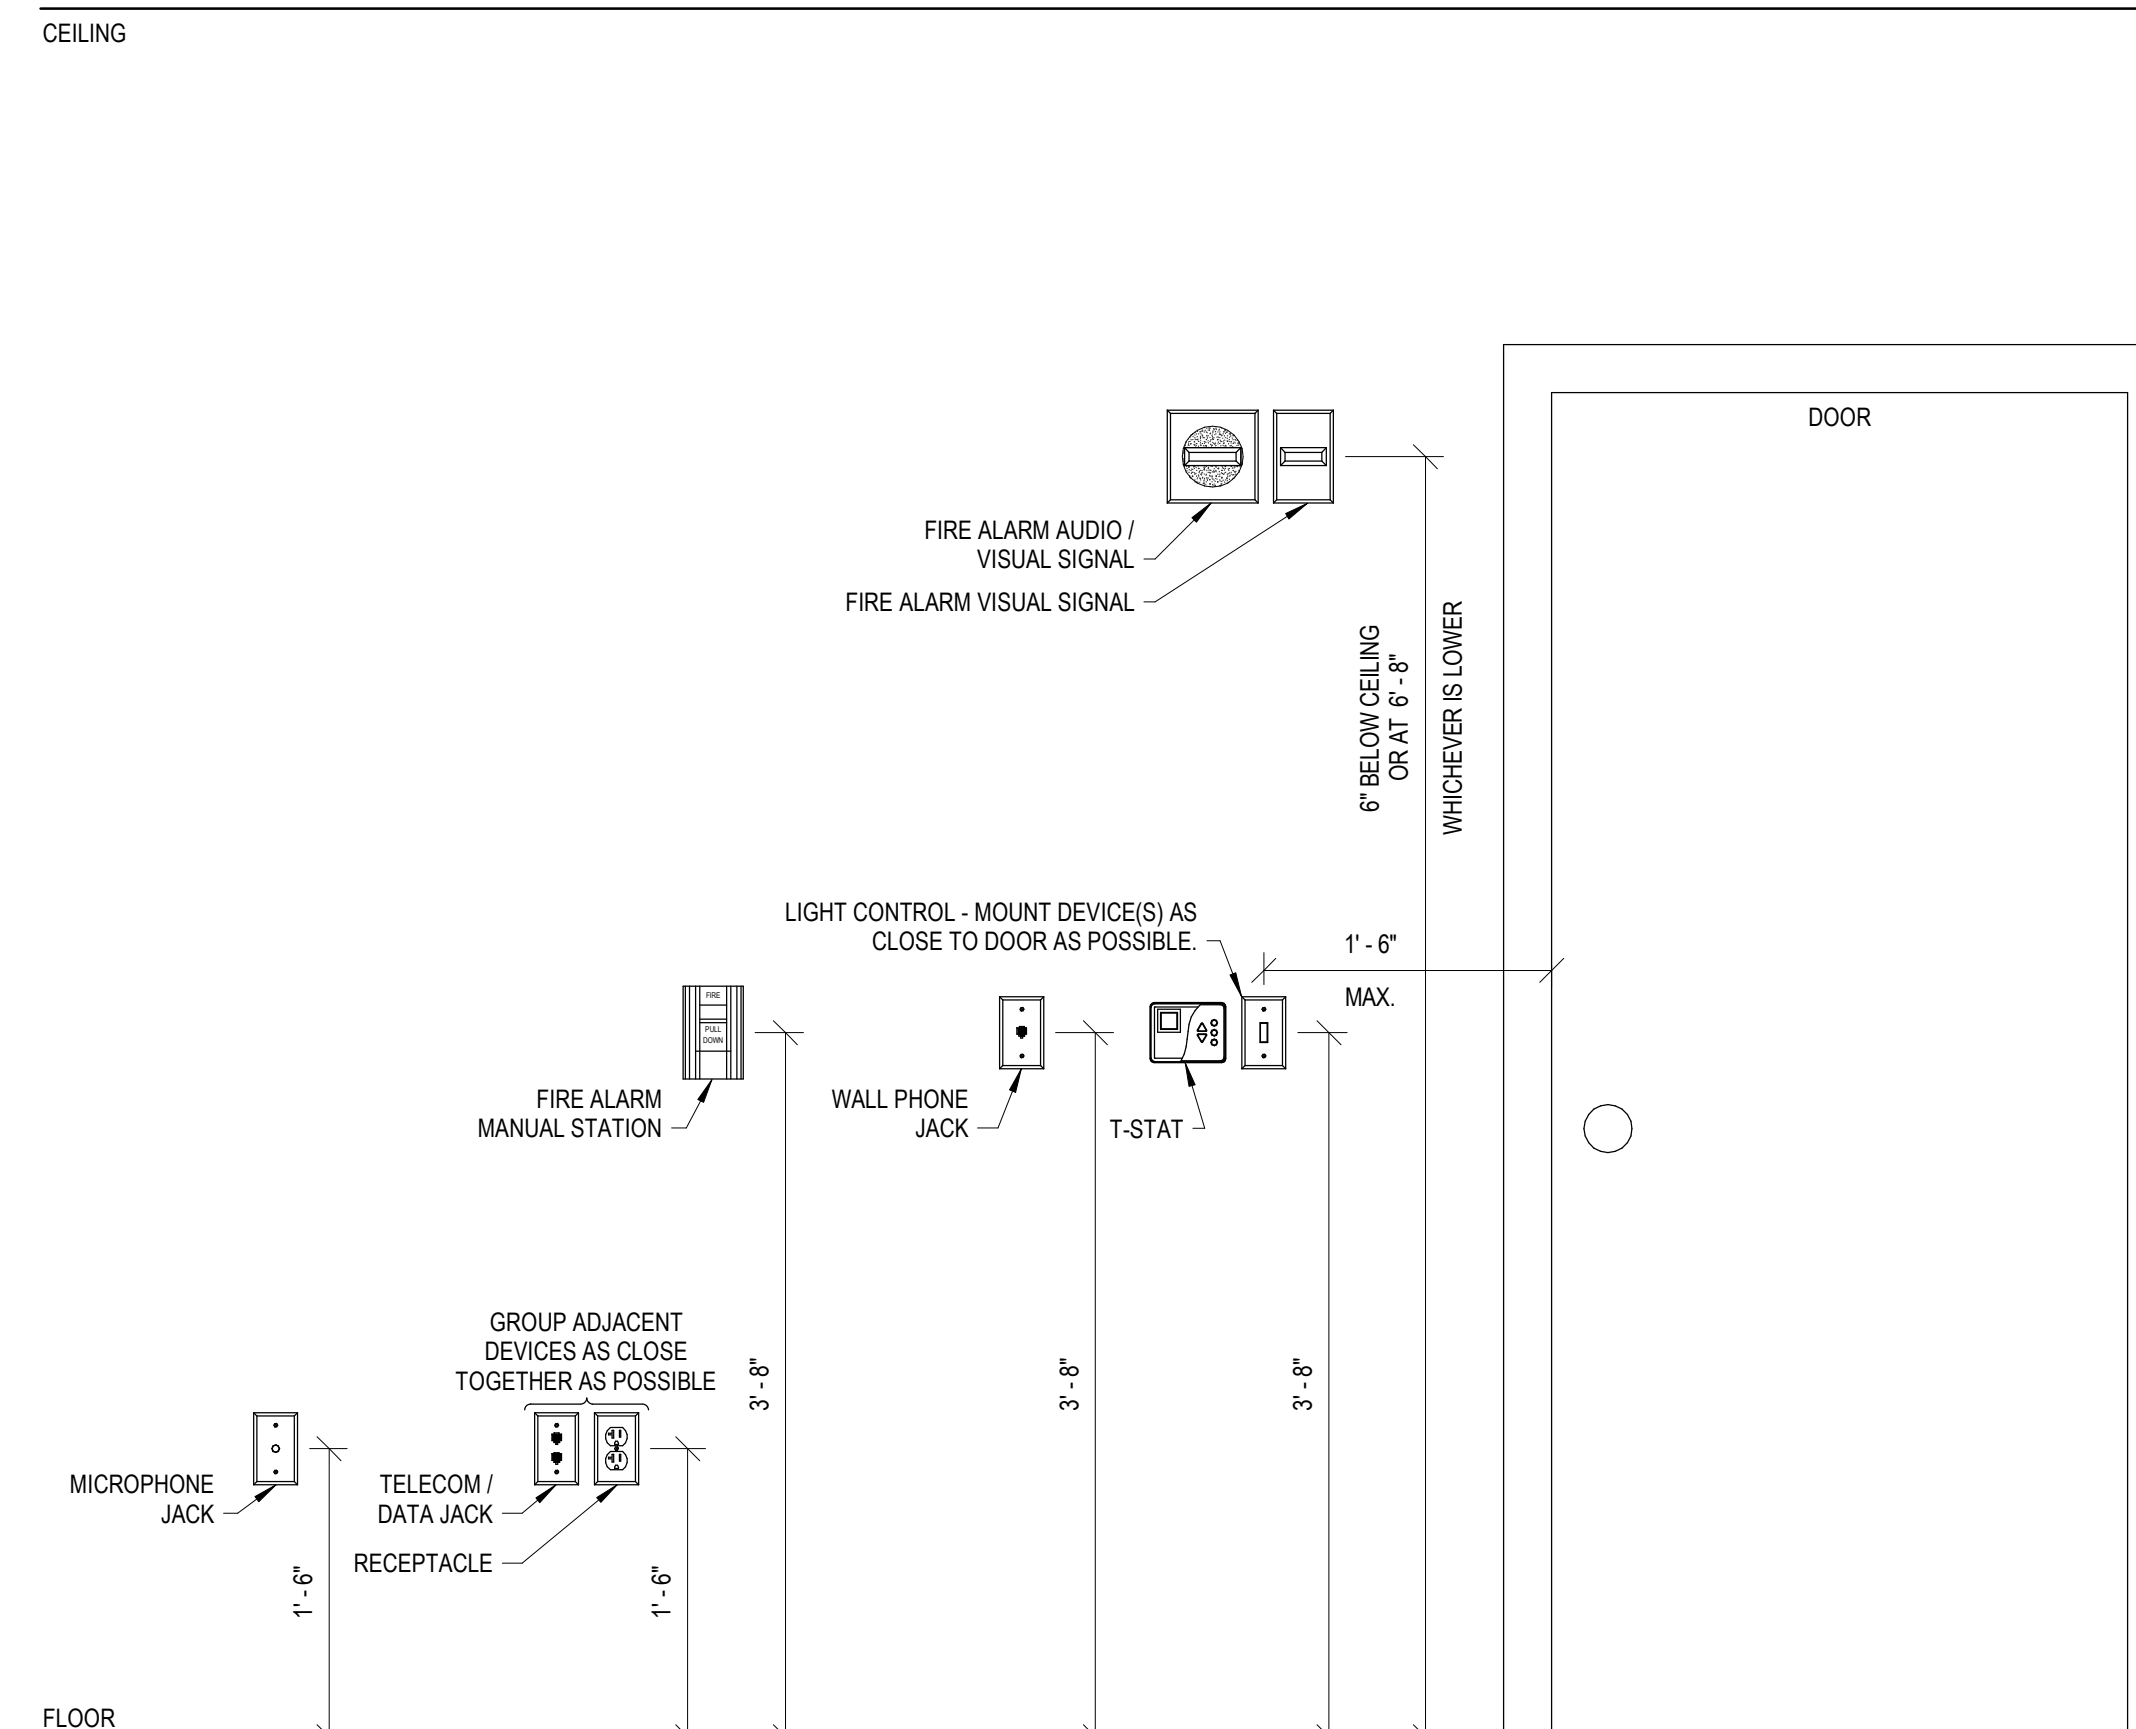 CEILING
DOOR
FIRE ALARM AUDIO /
VISUAL SIGNAL
FIRE ALARM VISUAL SIGNAL
6" BELOW CEILING
OR AT 6' - 8"
WHICHEVER IS LOWER
LIGHT CONTROL - MOUNT DEVICE(S) AS
CLOSE TO DOOR AS POSSIBLE.
1' - 6"
MAX.
FIRE
PULL
DOWN
FIRE ALARM
MANUAL STATION
WALL PHONE
JACK
T-STAT
GROUP ADJACENT
DEVICES AS CLOSE
TOGETHER AS POSSIBLE
3' - 8"
3' - 8"
3' - 8"
MICROPHONE
JACK
TELECOM /
DATA JACK
RECEPTACLE
1' - 6"
1' - 6"
FLOOR